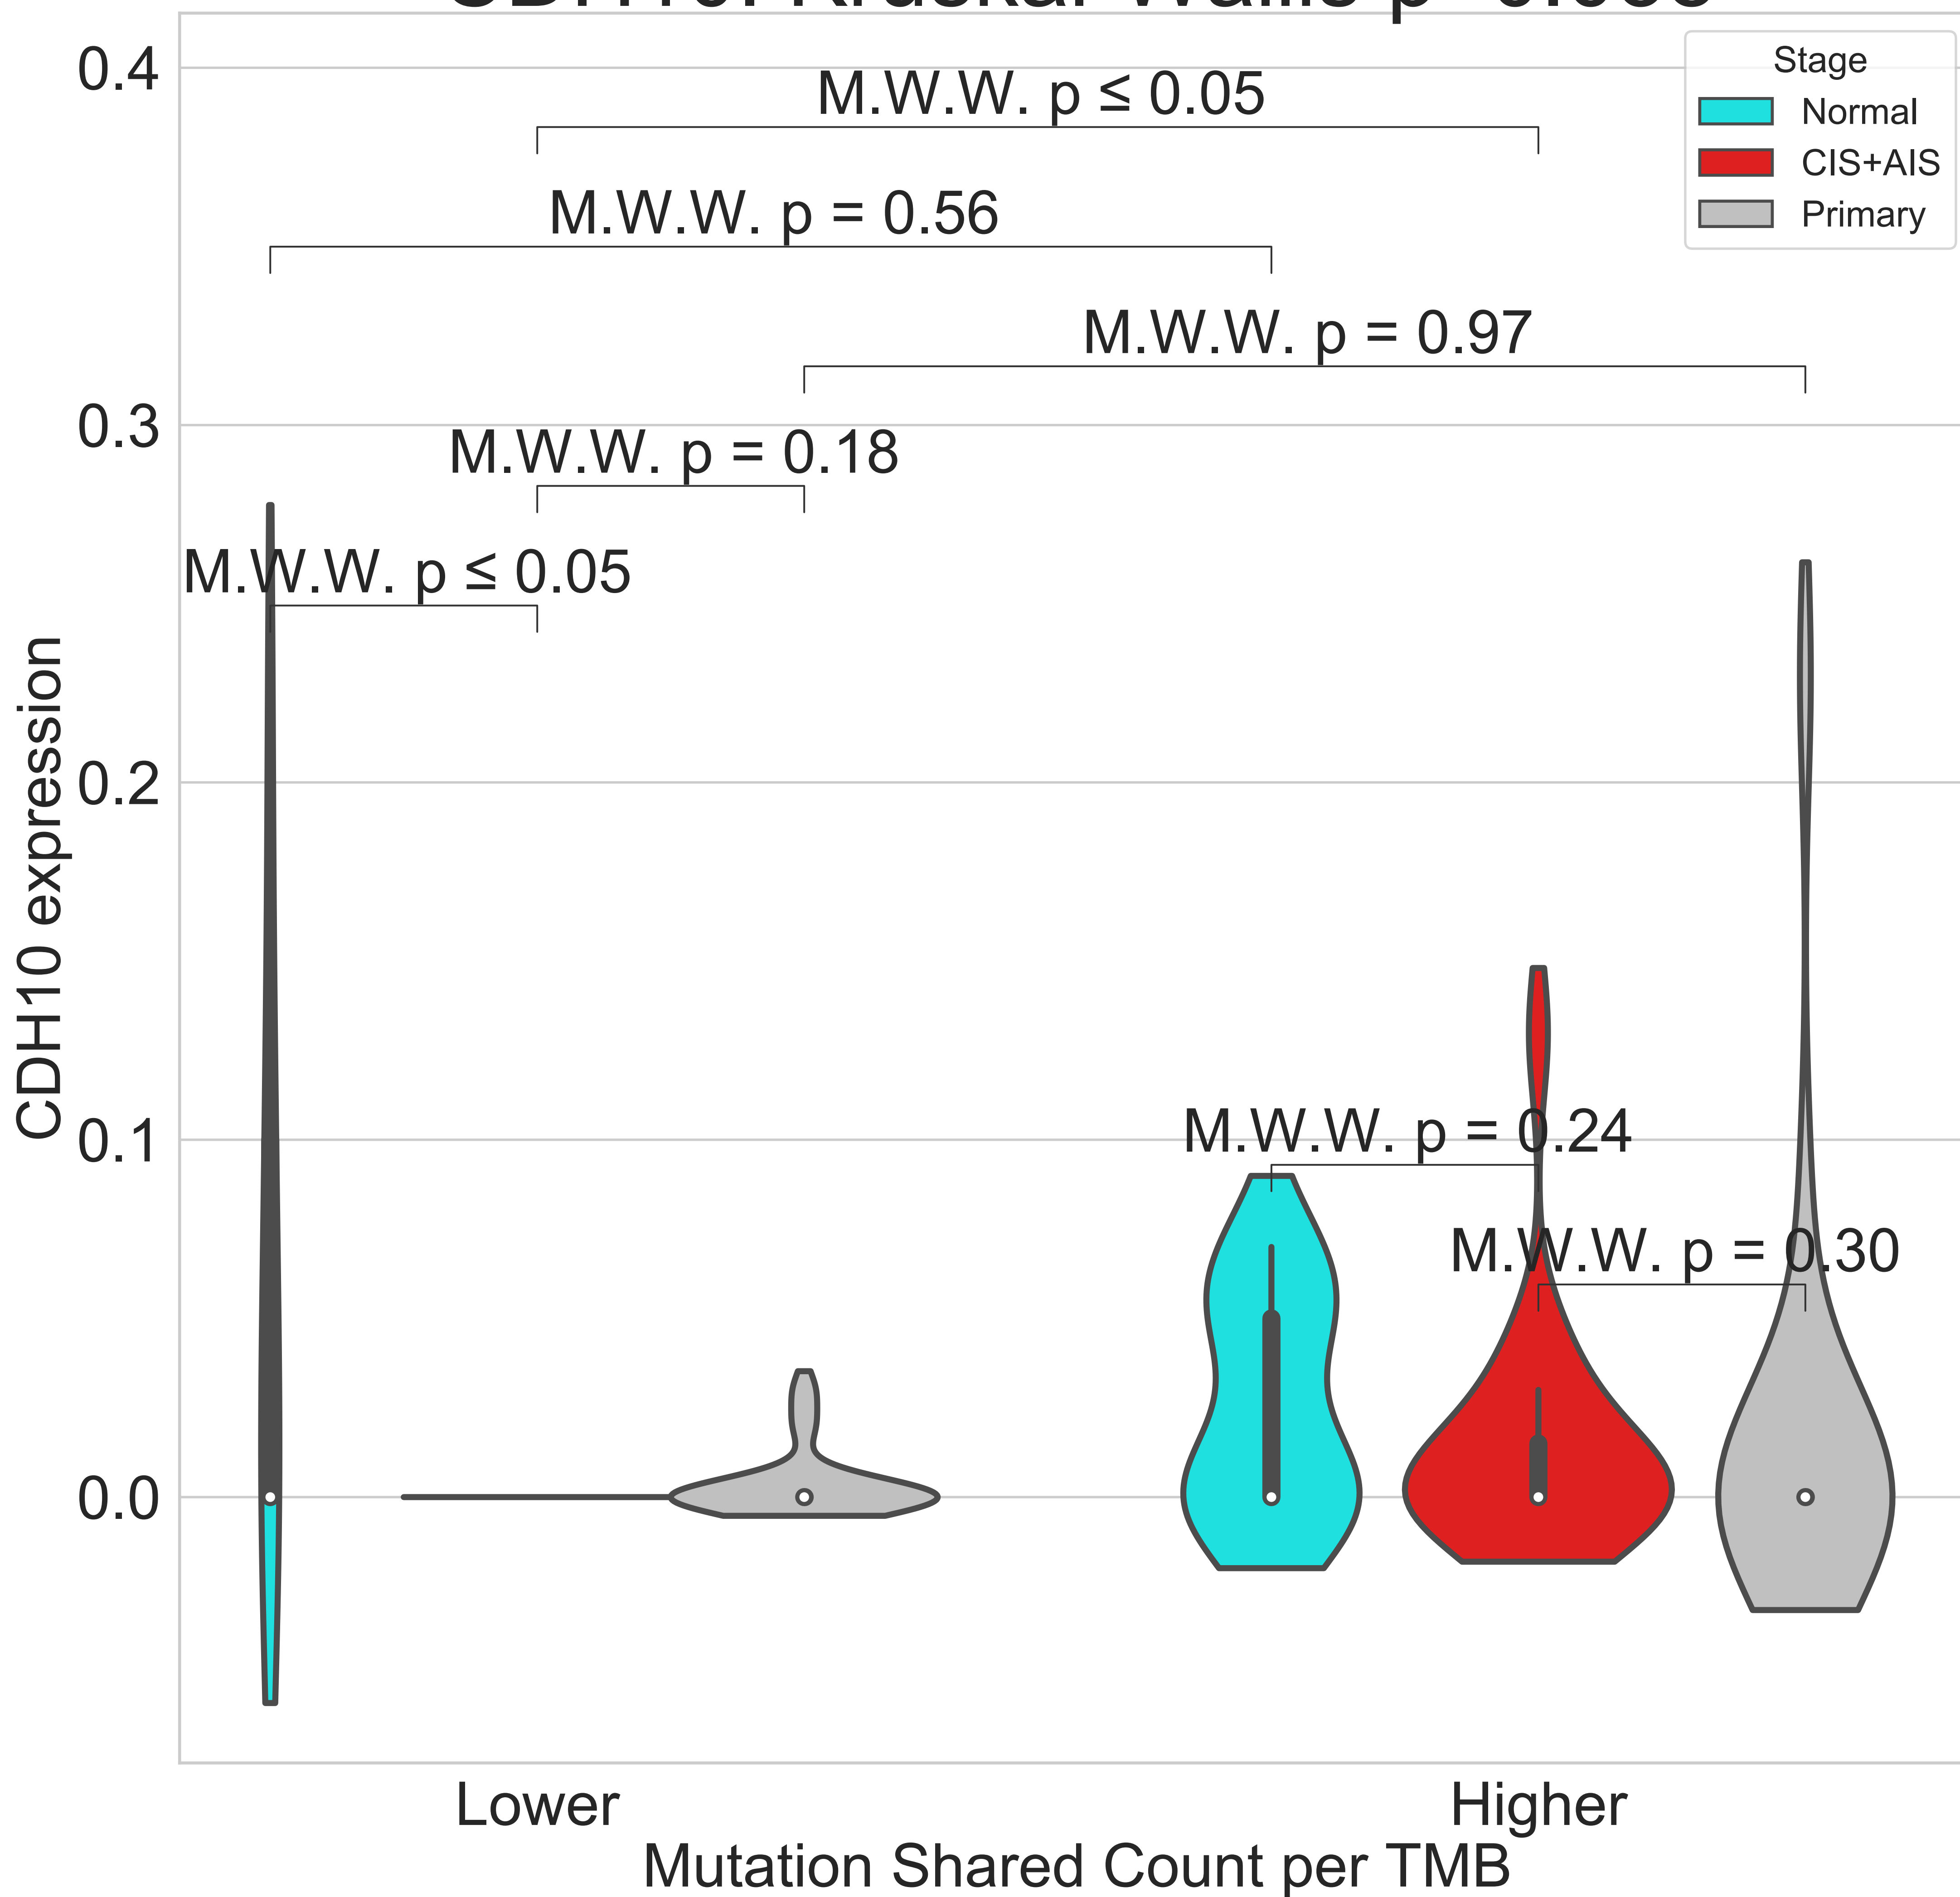 0.4
0.3
0.2
0.1
0.0
CDH10 expression
Stage
Normal
CIS+AIS
Primary
M.W.W. p ≤ 0.05
M.W.W. p = 0.56
M.W.W. p = 0.97
M.W.W. p = 0.18
M.W.W. p ≤ 0.05
M.W.W. p = 0.24
M.W.W. p = 0.30
Lower
Higher
Mutation Shared Count per TMB